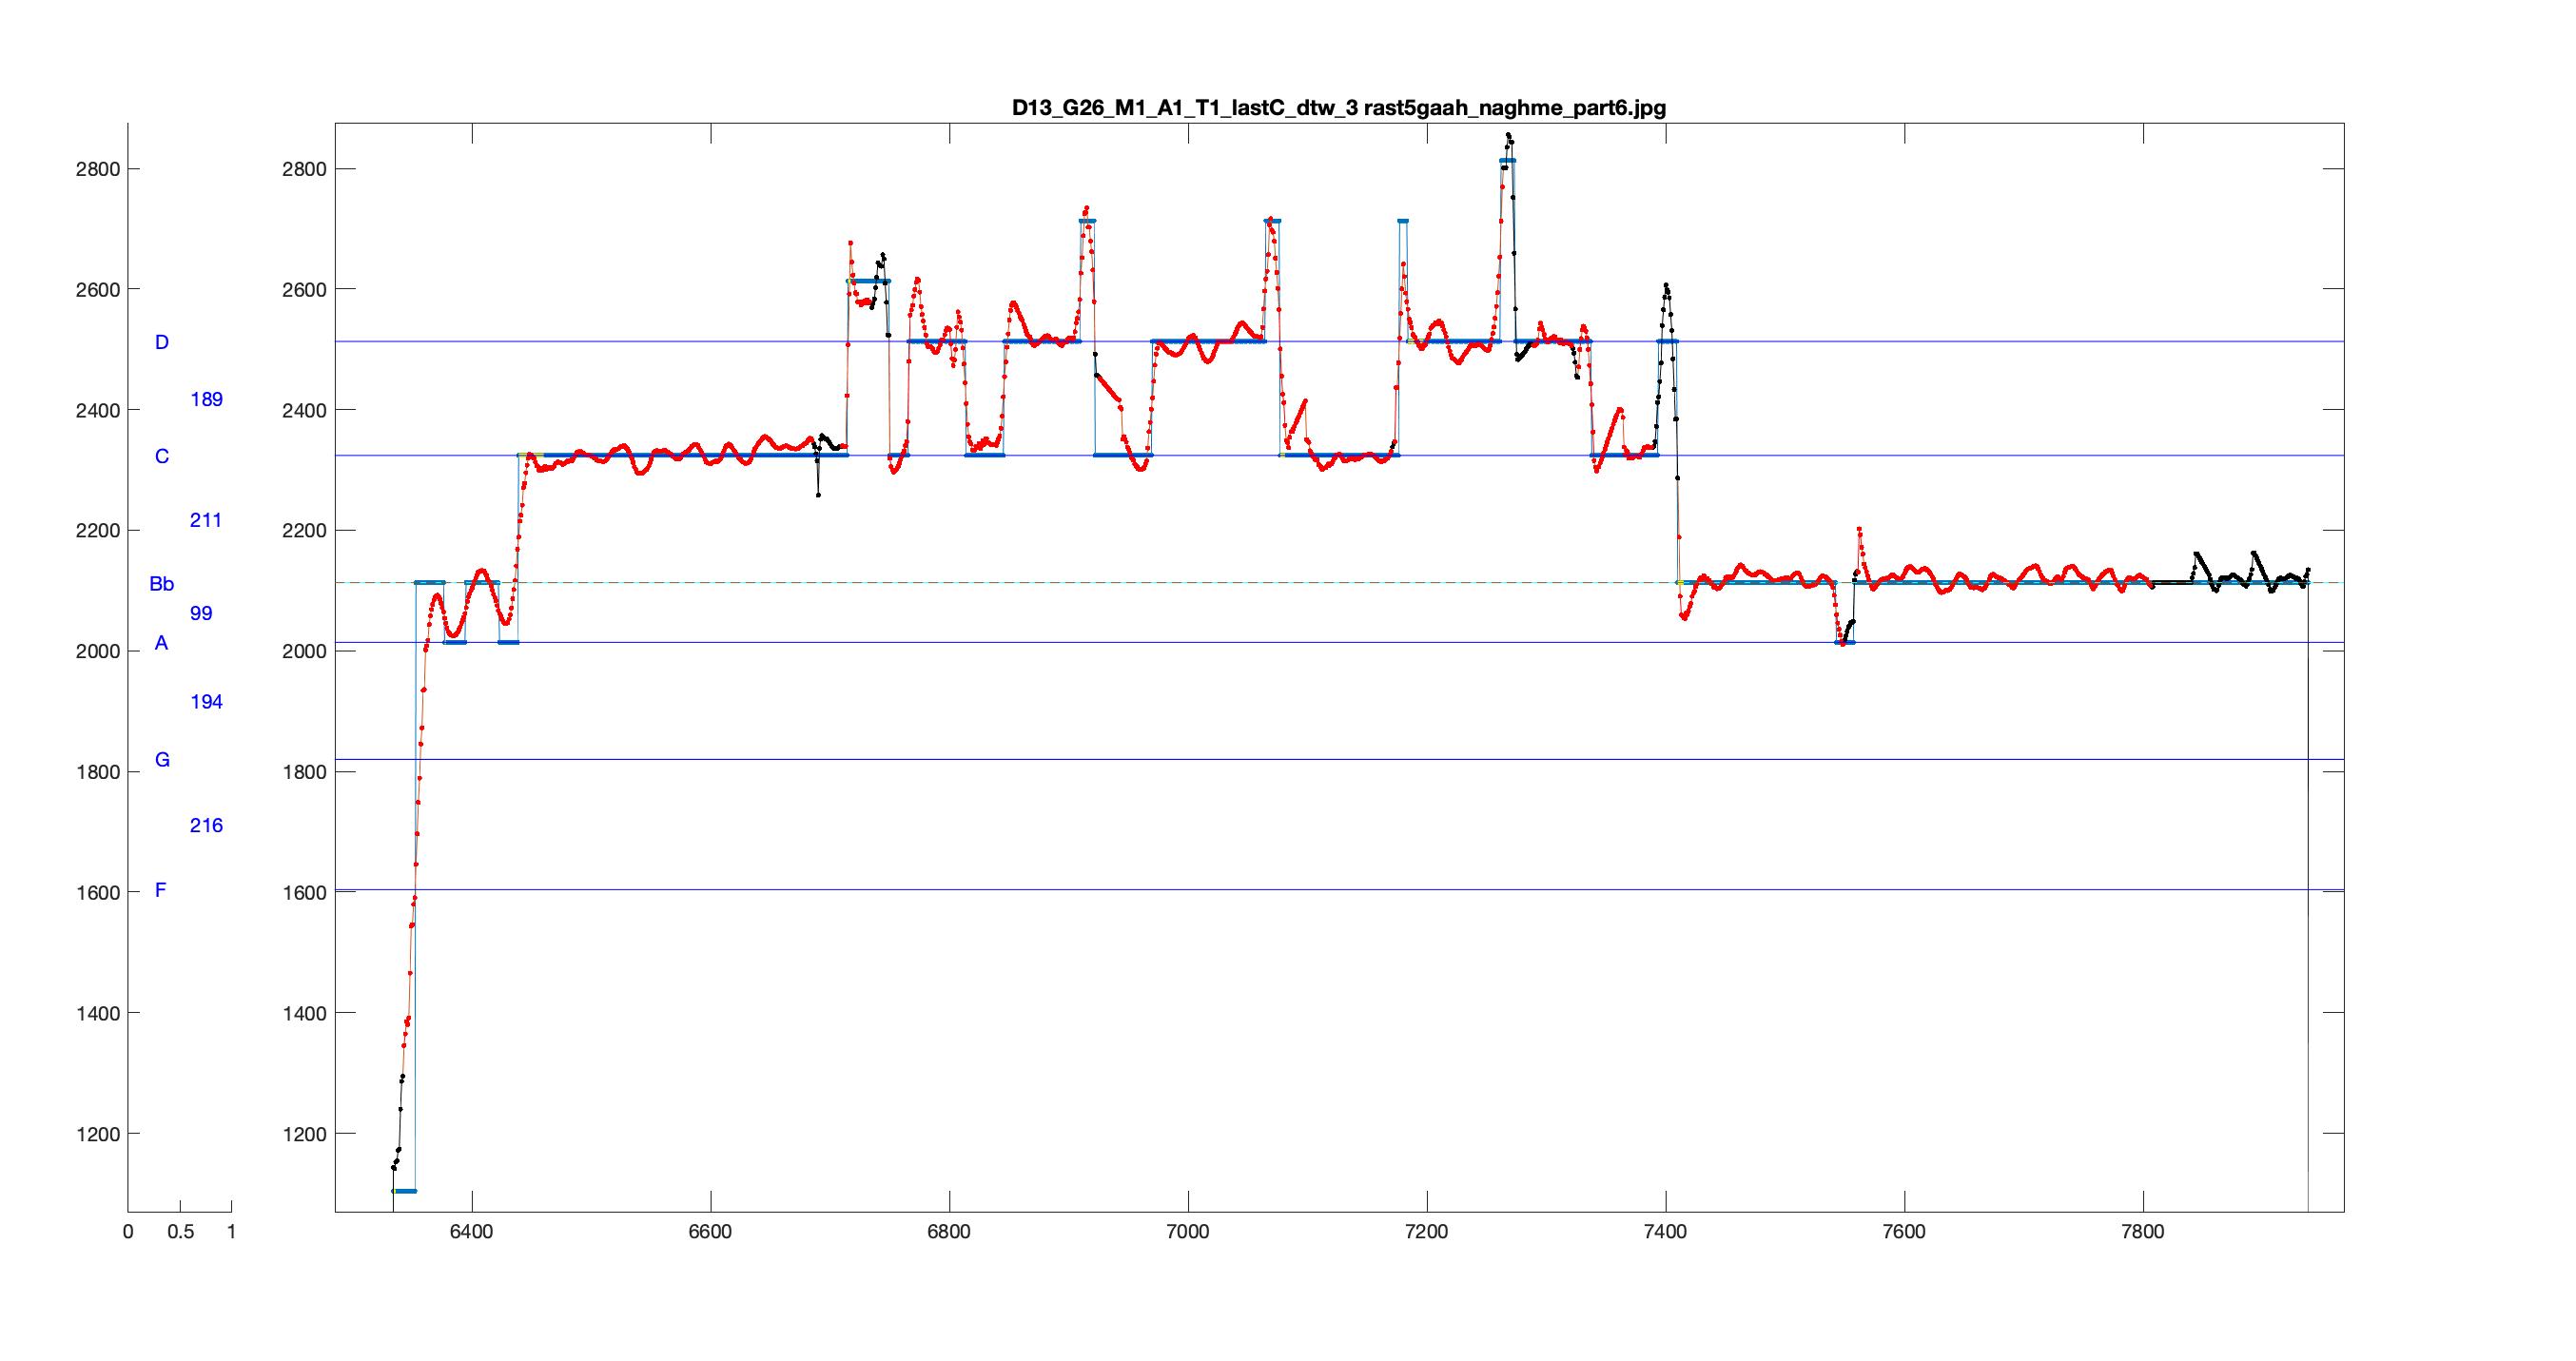 D13_G26_M1_A1_T1_lastC_dtw_3 rast5gaah_naghme_part6.jpg
2800 2800
2600 2600
D
189
2400 2400
C
211
2200 2200
Bb
99
A
2000 2000
194
G
1800 1800
216
F
1600 1600
1400 1400
1200 1200
0 0.5 1 6400 6600 6800 7000 7200 7400 7600 7800